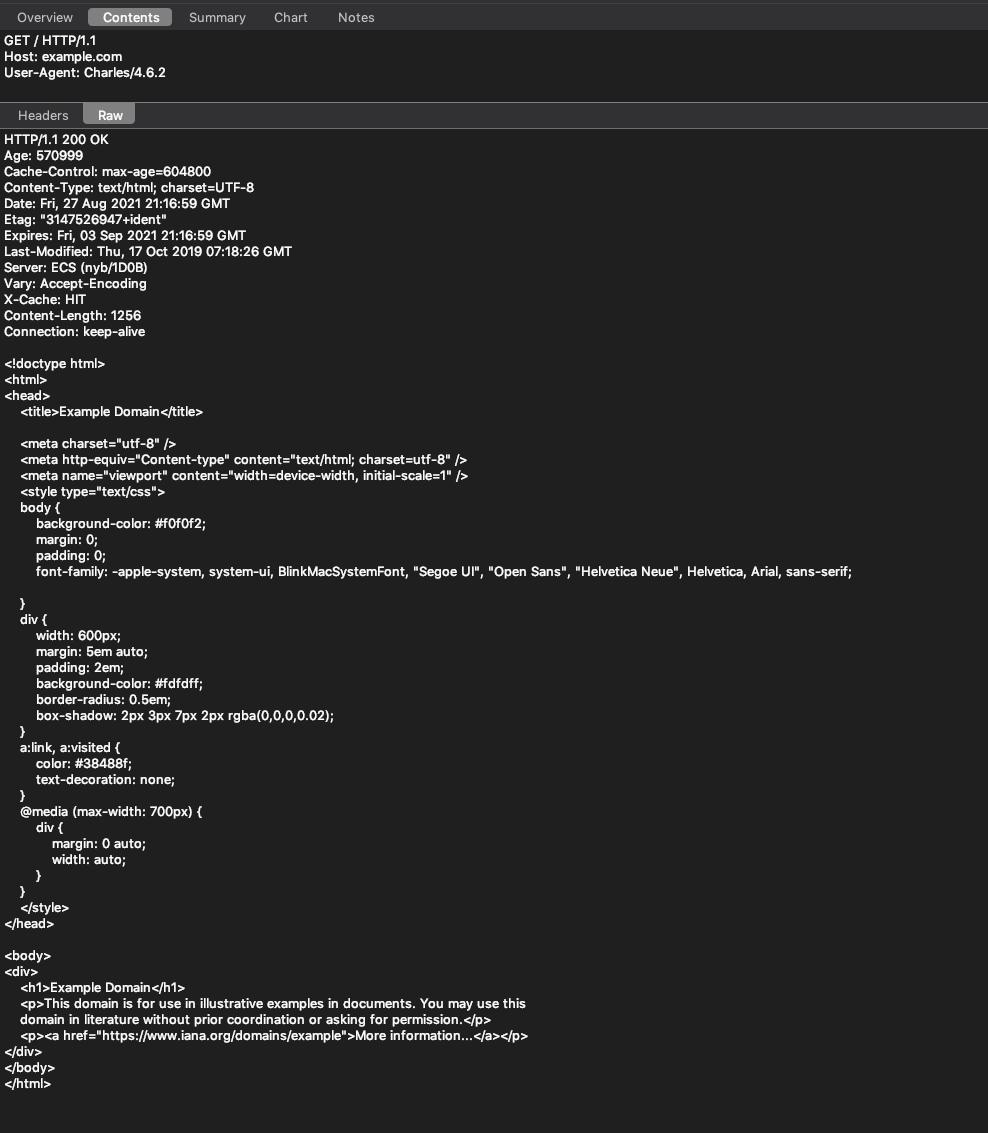 Overview Contents Summary Chart Notes
GET / HTTP/1.1
Host: example.com
User-Agent: Charles/4.6.2
Headers Raw
HTTP/1.1 200 OK
Age: 570999
Cache-Control: max-age=604800
Content-Type: text/html; charset=UTF-8
Date: Fri, 27 Aug 2021 21:16:59 GMT
Etag: "3147526947+ident"
Expires: Fri, 03 Sep 2021 21:16:59 GMT
Last-Modified: Thu, 17 Oct 2019 07:18:26 GMT
Server: ECS (nyb/1D0B)
Vary: Accept-Encoding
X-Cache: HIT
Content-Length: 1256
Connection: keep-alive

<!doctype html>
<html>
<head>
    <title>Example Domain</title>

    <meta charset="utf-8" />
    <meta http-equiv="Content-type" content="text/html; charset=utf-8" />
    <meta name="viewport" content="width=device-width, initial-scale=1" />
    <style type="text/css">
    body {
        background-color: #f0f0f2;
        margin: 0;
        padding: 0;
        font-family: -apple-system, system-ui, BlinkMacSystemFont, "Segoe UI", "Open Sans", "Helvetica Neue", Helvetica, Arial, sans-serif;

    }
    div {
        width: 600px;
        margin: 5em auto;
        padding: 2em;
        background-color: #fdfdff;
        border-radius: 0.5em;
        box-shadow: 2px 3px 7px 2px rgba(0,0,0,0.02);
    }
    a:link, a:visited {
        color: #38488f;
        text-decoration: none;
    }
    @media (max-width: 700px) {
        div {
            margin: 0 auto;
            width: auto;
        }
    }
    </style>
</head>

<body>
<div>
    <h1>Example Domain</h1>
    <p>This domain is for use in illustrative examples in documents. You may use this
    domain in literature without prior coordination or asking for permission.</p>
    <p><a href="https://www.iana.org/domains/example">More information...</a></p>
</div>
</body>
</html>